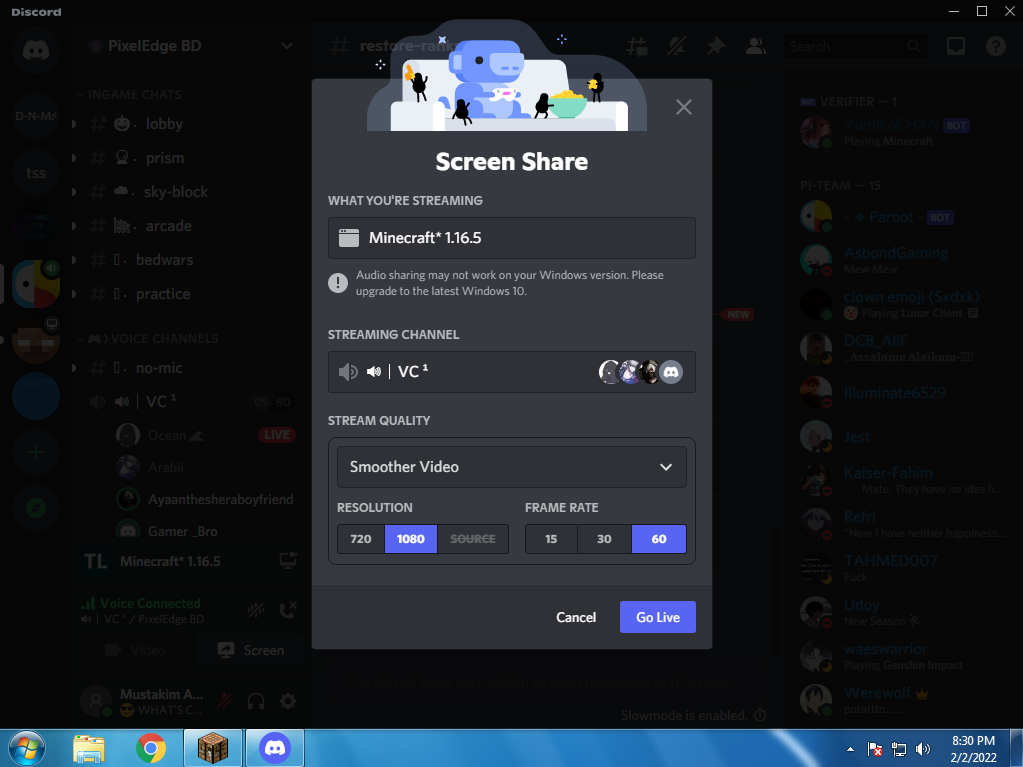 Discord
PixelEdge BD
INGAME CHATS
lobby
prism
sky-block
arcade
bedwars
practice
VOICE CHANNELS
no-mic
VC ¹
05 80
Ocean
LIVE
Arabii
Ayaanthesheraboyfriend
Gamer _Bro
D-N-M
tss
TL Minecraft* 1.16.5
Voice Connected
VC ¹ / PixelEdge BD
Video
Screen
Mustakim A...
WHAT'S C...
restore-rank
Search
Screen Share
WHAT YOU'RE STREAMING
Minecraft* 1.16.5
Audio sharing may not work on your Windows version. Please
upgrade to the latest Windows 10.
STREAMING CHANNEL
| VC ¹
STREAM QUALITY
Smoother Video
RESOLUTION
FRAME RATE
720 1080 SOURCE
15 30 60
Cancel
Go Live
NEW
Slowmode is enabled.
VERIFIER — 1
YumikoCHAN BOT
Playing Minecraft
PI-TEAM — 15
Paroot BOT
AsbondGaming
Mew Mew
clown emoji (Sxdxk)
Playing Lunar Client
DCB_AliF
_Assalamu Alaikum-
Illuminate6529
Jest
Kaiser-Fahim
Mate, They have no idea h...
Refri
"Now I have neither happiness...
TAHMED007
Fuck
Udoy
New Season
waeswarrior
Playing Genshin Impact
Werewolf
potattto......
8:30 PM
2/2/2022